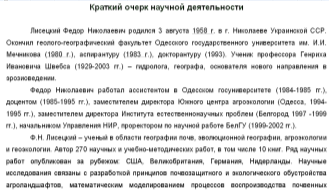 Краткий очерк научной деятельности
Лисецкий Федор Николаевич родился 3 августа 1958 г. в г. Николаеве Украинской ССР.
Окончил геолого-географический факультет Одесского государственного университета им. И.И.
Мечникова (1980 г.), аспирантуру (1983 г.), докторантуру (1993). Ученик профессора Генриха
Ивановича Швебса (1929-2003 гг.) – гидролога, географа, основателя нового направления в
эрозиоведении.
Федор Николаевич работал ассистентом в Одесском госуниверситете (1984-1985 гг.),
доцентом (1985-1995 гг.), заместителем директора Южного центра агроэкологии (Одесса, 1994-
1995 гг.), заместителем директора Института естественнонаучных проблем (Белгород 1997 -1999
гг.), начальником Управления НИР, проректором по научной работе БелГУ (1999-2002 гг.).
Ф.Н. Лисецкий – ученый в области географии почв, эволюционной географии, агроэкологии
и геоэкологии. Автор 270 научных и учебно-методических работ, в том числе 10 книг. Ряд научных
работ опубликован за рубежом: США, Великобритания, Германия, Нидерланды. Научные
исследования связаны с разработкой принципов почвозащитного и экологического обустройства
агроландшафтов, математическим моделированием процессов воспроизводства почвенных